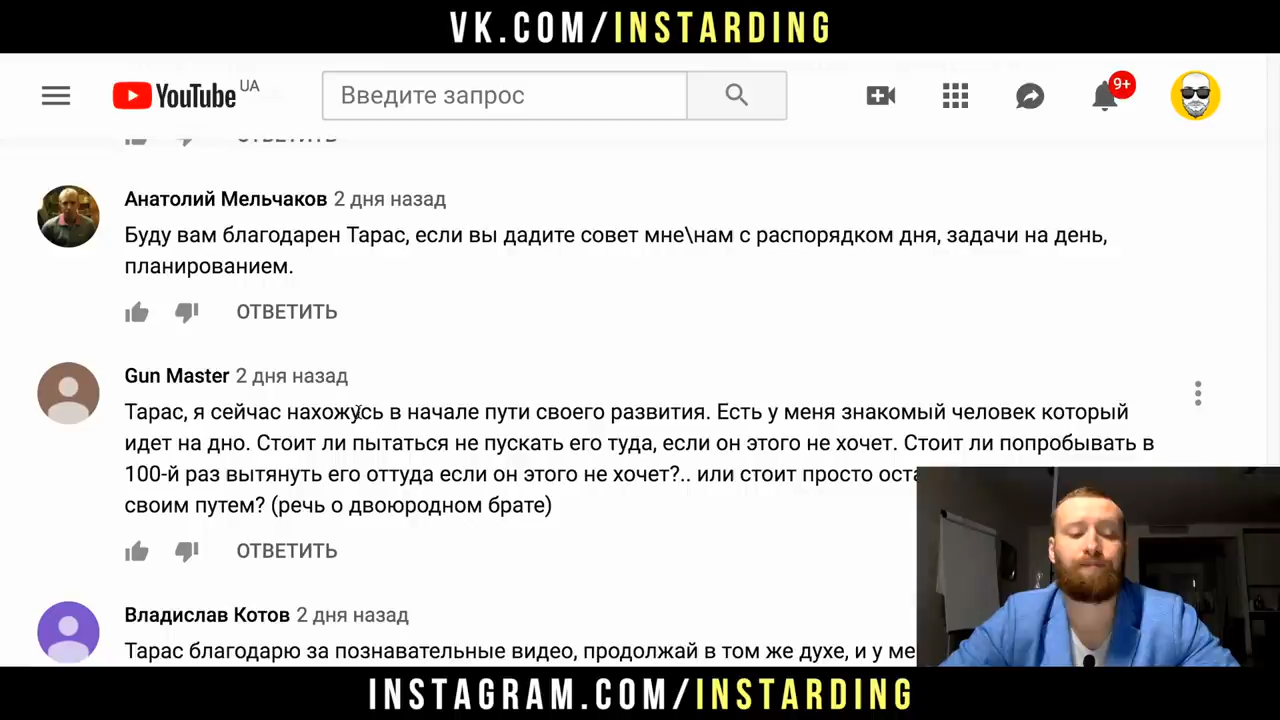 VK.COM/INSTARDING
YouTube UA
Введите запрос
9+
ОТВЕТИТЬ
Анатолий Мельчаков 2 дня назад
Буду вам благодарен Тарас, если вы дадите совет мне\нам с распорядком дня, задачи на день,
планированием.
ОТВЕТИТЬ
Gun Master 2 дня назад
Тарас, я сейчас нахожусь в начале пути своего развития. Есть у меня знакомый человек который
идет на дно. Стоит ли пытаться не пускать его туда, если он этого не хочет. Стоит ли попробывать в
100-й раз вытянуть его оттуда если он этого не хочет?.. или стоит просто
своим путем? (речь о двоюродном брате)
ОТВЕТИТЬ
Владислав Котов 2 дня назад
Тарас благодарю за познавательные видео, продолжай в том же духе, и у
INSTAGRAM.COM/INSTARDING